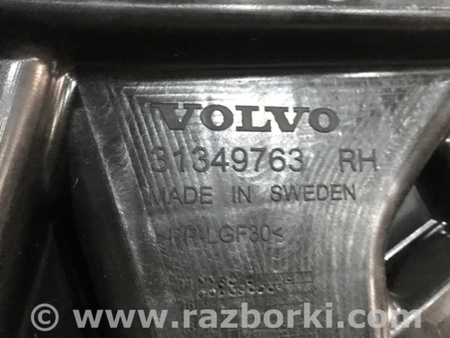 VOLVO
31349763 RH
MADE IN SWEDEN
>PP-LGF30<
© www.razborki.com